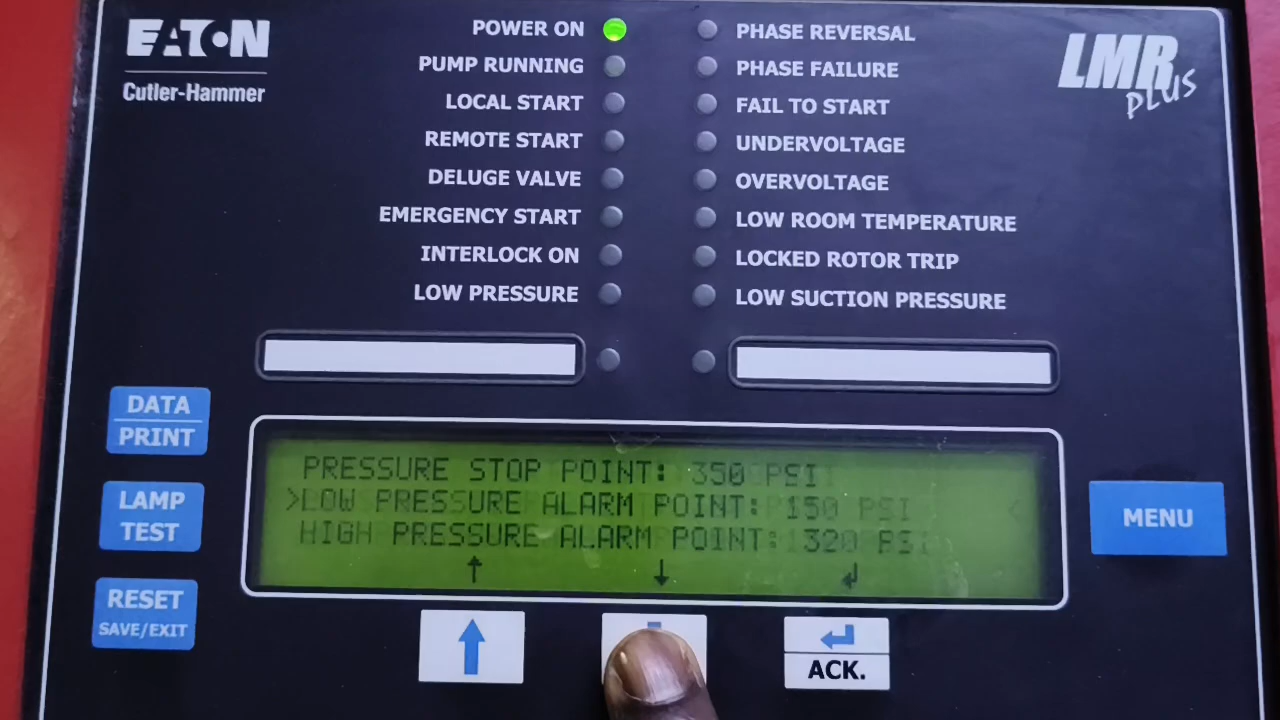 EATON
Cutler-Hammer
LMR
PLUS
POWER ON
PUMP RUNNING
LOCAL START
REMOTE START
DELUGE VALVE
EMERGENCY START
INTERLOCK ON
LOW PRESSURE
PHASE REVERSAL
PHASE FAILURE
FAIL TO START
UNDERVOLTAGE
OVERVOLTAGE
LOW ROOM TEMPERATURE
LOCKED ROTOR TRIP
LOW SUCTION PRESSURE
DATA
PRINT
LAMP
TEST
RESET
SAVE/EXIT
PRESSURE STOP POINT: 350 PSI
>LOW PRESSURE ALARM POINT: 150 PSI <
HIGH PRESSURE ALARM POINT: 320 PSI
↑ ↓ ↲
MENU
ACK.